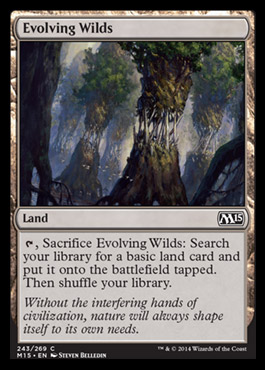 Evolving Wilds
Land
M15
, Sacrifice Evolving Wilds: Search
your library for a basic land card and
put it onto the battlefield tapped.
Then shuffle your library.
Without the interfering hands of
civilization, nature will always shape
itself to its own needs.
243/269 C
M15 • EN Steven Belledin
™ & © 2014 Wizards of the Coast